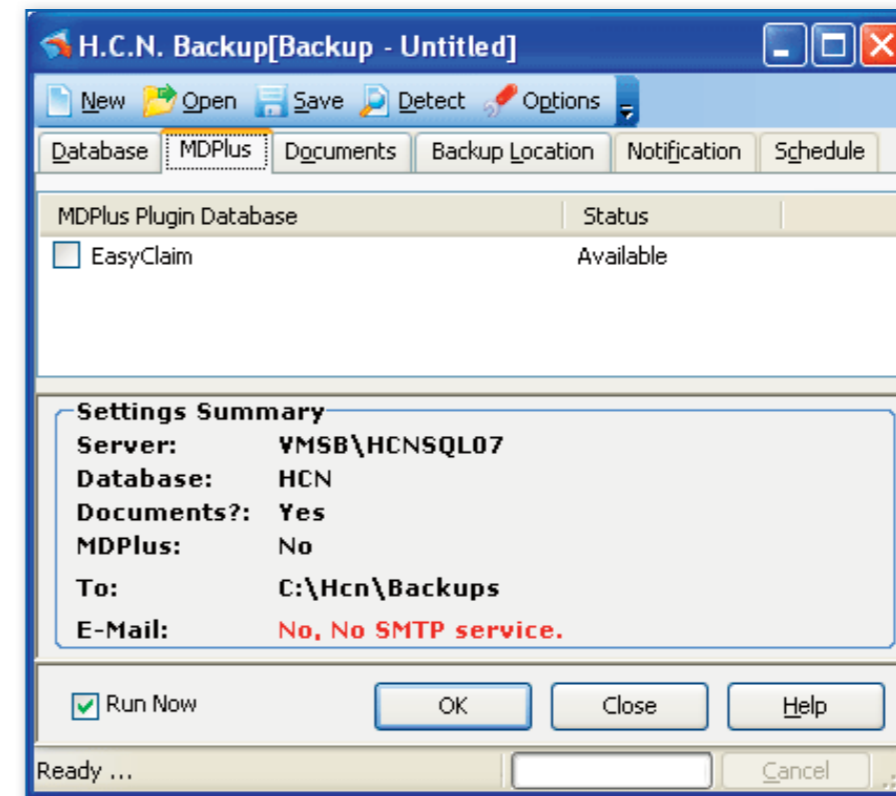 H.C.N. Backup[Backup - Untitled]
New Open Save Detect Options
Database MDPlus Documents Backup Location Notification Schedule
MDPlus Plugin Database Status
EasyClaim Available
Settings Summary
Server: VMSB\HCNSQL07
Database: HCN
Documents?: Yes
MDPlus: No
To: C:\Hcn\Backups
E-Mail: No, No SMTP service.
Run Now OK Close Help
Ready ... Cancel